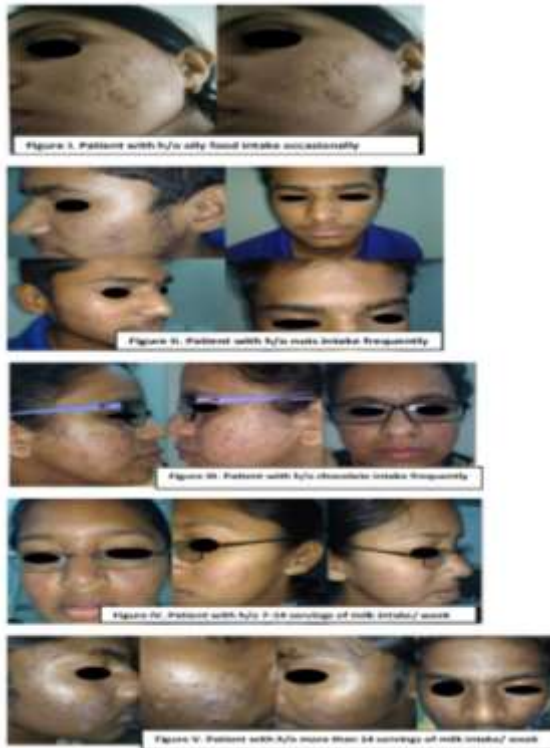 Figure I. Patient with h/o oily food intake occasionally
Figure II. Patient with h/o nuts intake frequently
Figure III. Patient with h/o chocolate intake frequently
Figure IV. Patient with h/o 7-14 servings of milk intake/ week
Figure V. Patient with h/o more than 14 servings of milk intake/ week